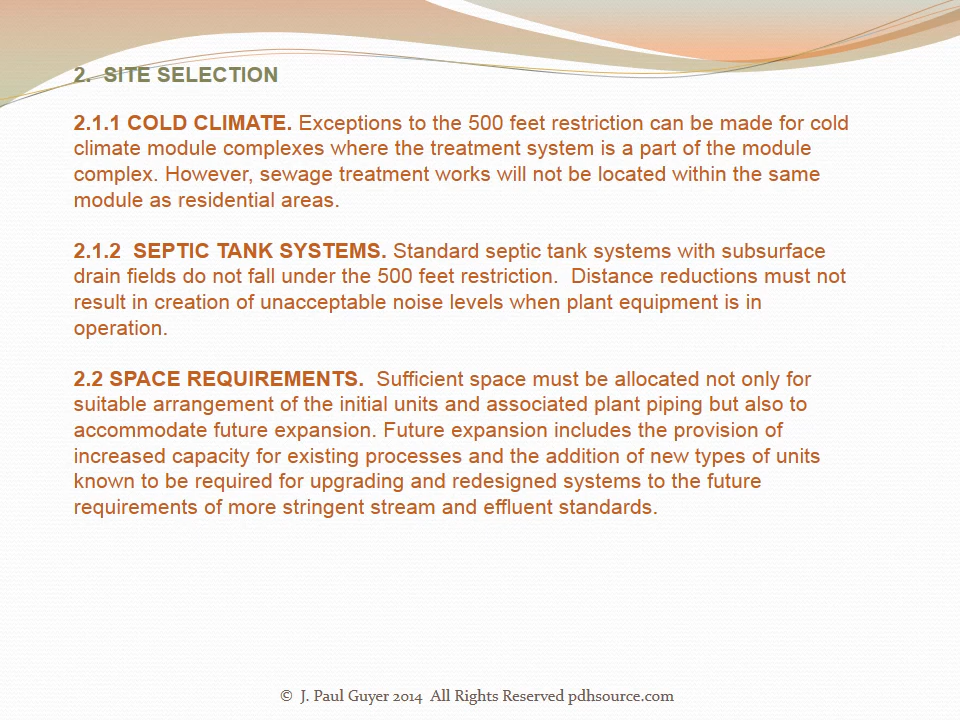 2.  SITE SELECTION
2.1.1 COLD CLIMATE. Exceptions to the 500 feet restriction can be made for cold
climate module complexes where the treatment system is a part of the module
complex. However, sewage treatment works will not be located within the same
module as residential areas.
2.1.2  SEPTIC TANK SYSTEMS. Standard septic tank systems with subsurface
drain fields do not fall under the 500 feet restriction.  Distance reductions must not
result in creation of unacceptable noise levels when plant equipment is in
operation.
2.2 SPACE REQUIREMENTS.  Sufficient space must be allocated not only for
suitable arrangement of the initial units and associated plant piping but also to
accommodate future expansion. Future expansion includes the provision of
increased capacity for existing processes and the addition of new types of units
known to be required for upgrading and redesigned systems to the future
requirements of more stringent stream and effluent standards.
©  J. Paul Guyer 2014  All Rights Reserved pdhsource.com